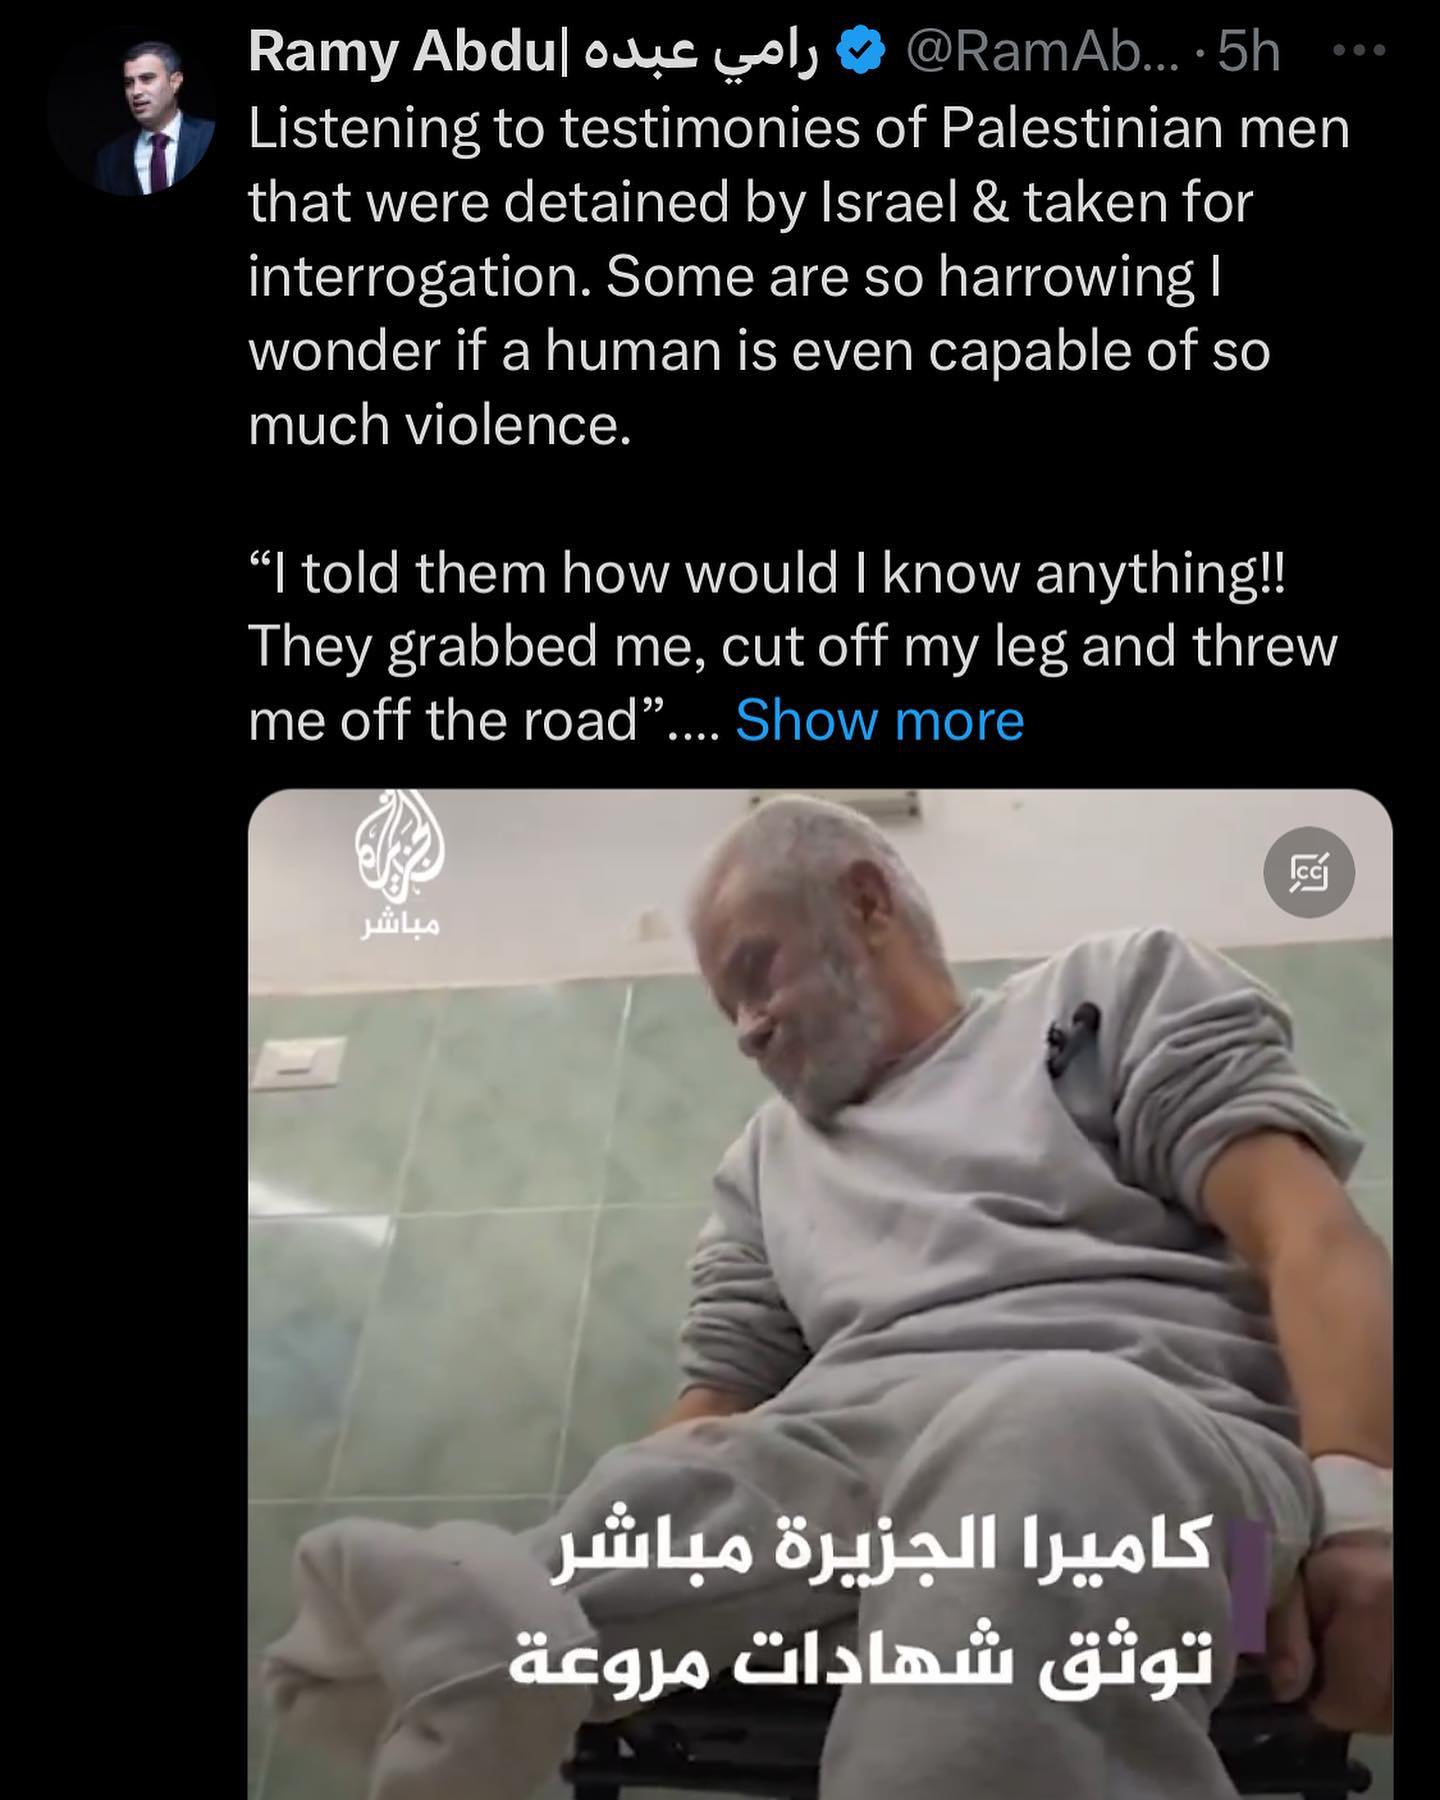 Ramy Abdu| رامي عبده @RamAb... · 5h
Listening to testimonies of Palestinian men
that were detained by Israel & taken for
interrogation. Some are so harrowing I
wonder if a human is even capable of so
much violence.
“I told them how would I know anything!!
They grabbed me, cut off my leg and threw
me off the road”.... Show more
الجزيرة
مباشر
CC
كاميرا الجزيرة مباشر
توثق شهادات مروعة